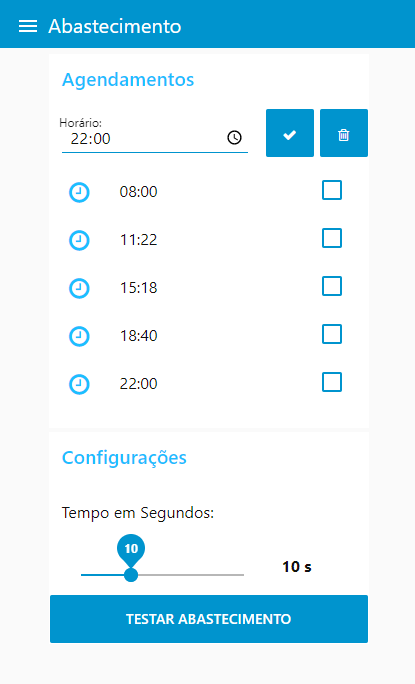 Abastecimento
Agendamentos
Horário:
22:00
08:00
11:22
15:18
18:40
22:00
Configurações
Tempo em Segundos:
10
10 s
TESTAR ABASTECIMENTO